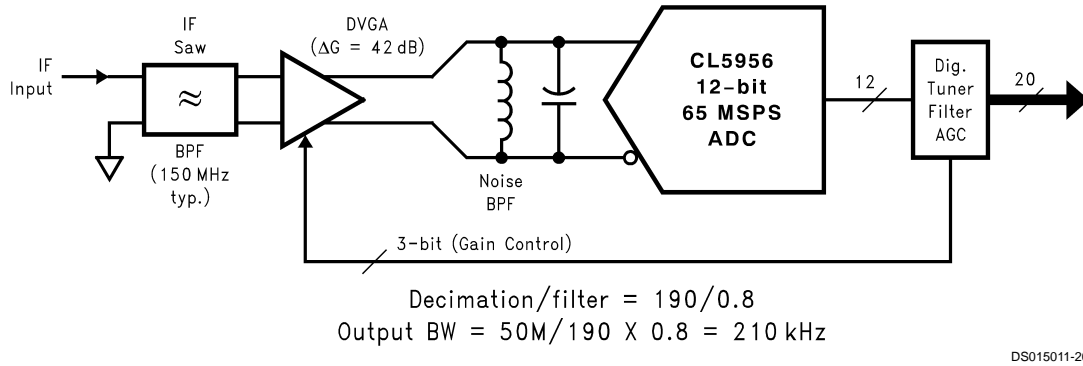 IF
Saw
DVGA
(ΔG = 42 dB)
IF
Input
≈
BPF
(150 MHz
typ.)
Noise
BPF
CL5956
12-bit
65 MSPS
ADC
12
Dig.
Tuner
Filter
AGC
20
3-bit (Gain Control)
Decimation/filter = 190/0.8
Output BW = 50M/190 X 0.8 = 210 kHz